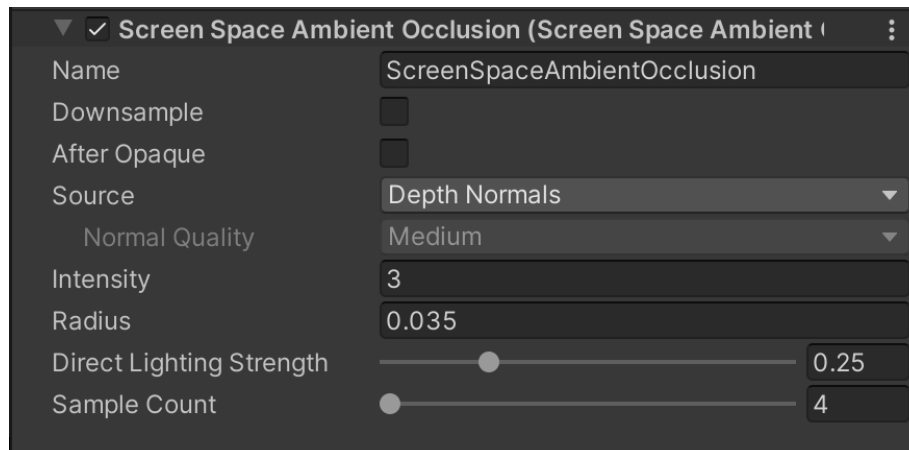 Screen Space Ambient Occlusion (Screen Space Ambient
Name ScreenSpaceAmbientOcclusion
Downsample
After Opaque
Source Depth Normals
Normal Quality Medium
Intensity 3
Radius 0.035
Direct Lighting Strength 0.25
Sample Count 4